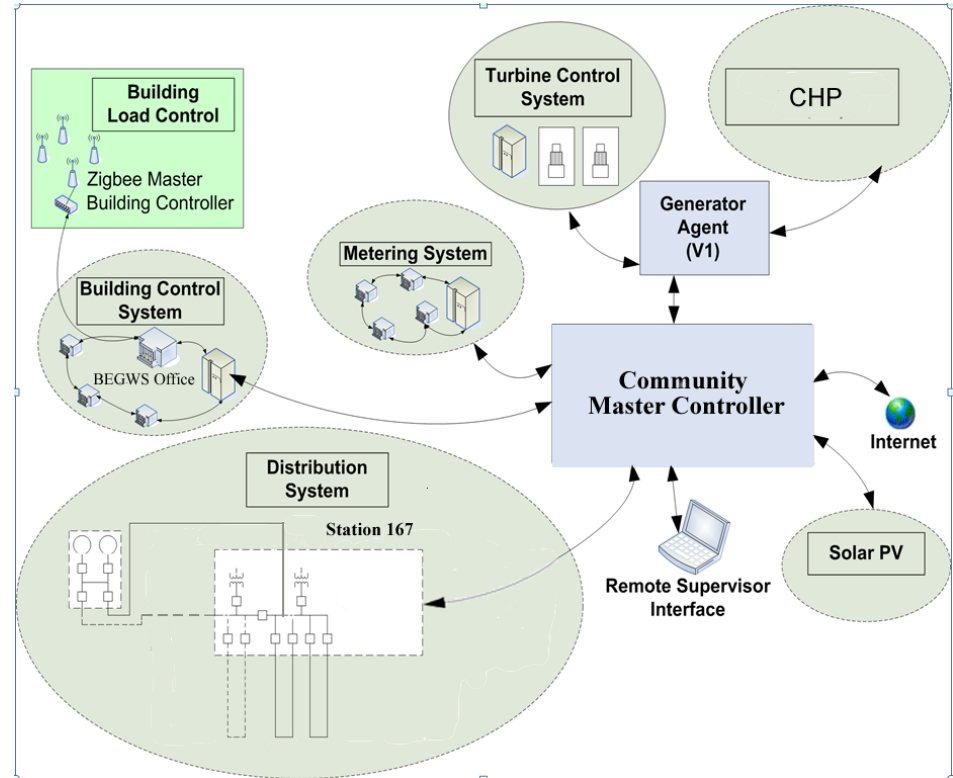 Building
Load Control
Zigbee Master
Building Controller
Turbine Control
System
CHP
Generator
Agent
(V1)
Metering System
Building Control
System
BEGWS Office
Community
Master Controller
Internet
Distribution
System
Station 167
Remote Supervisor
Interface
Solar PV